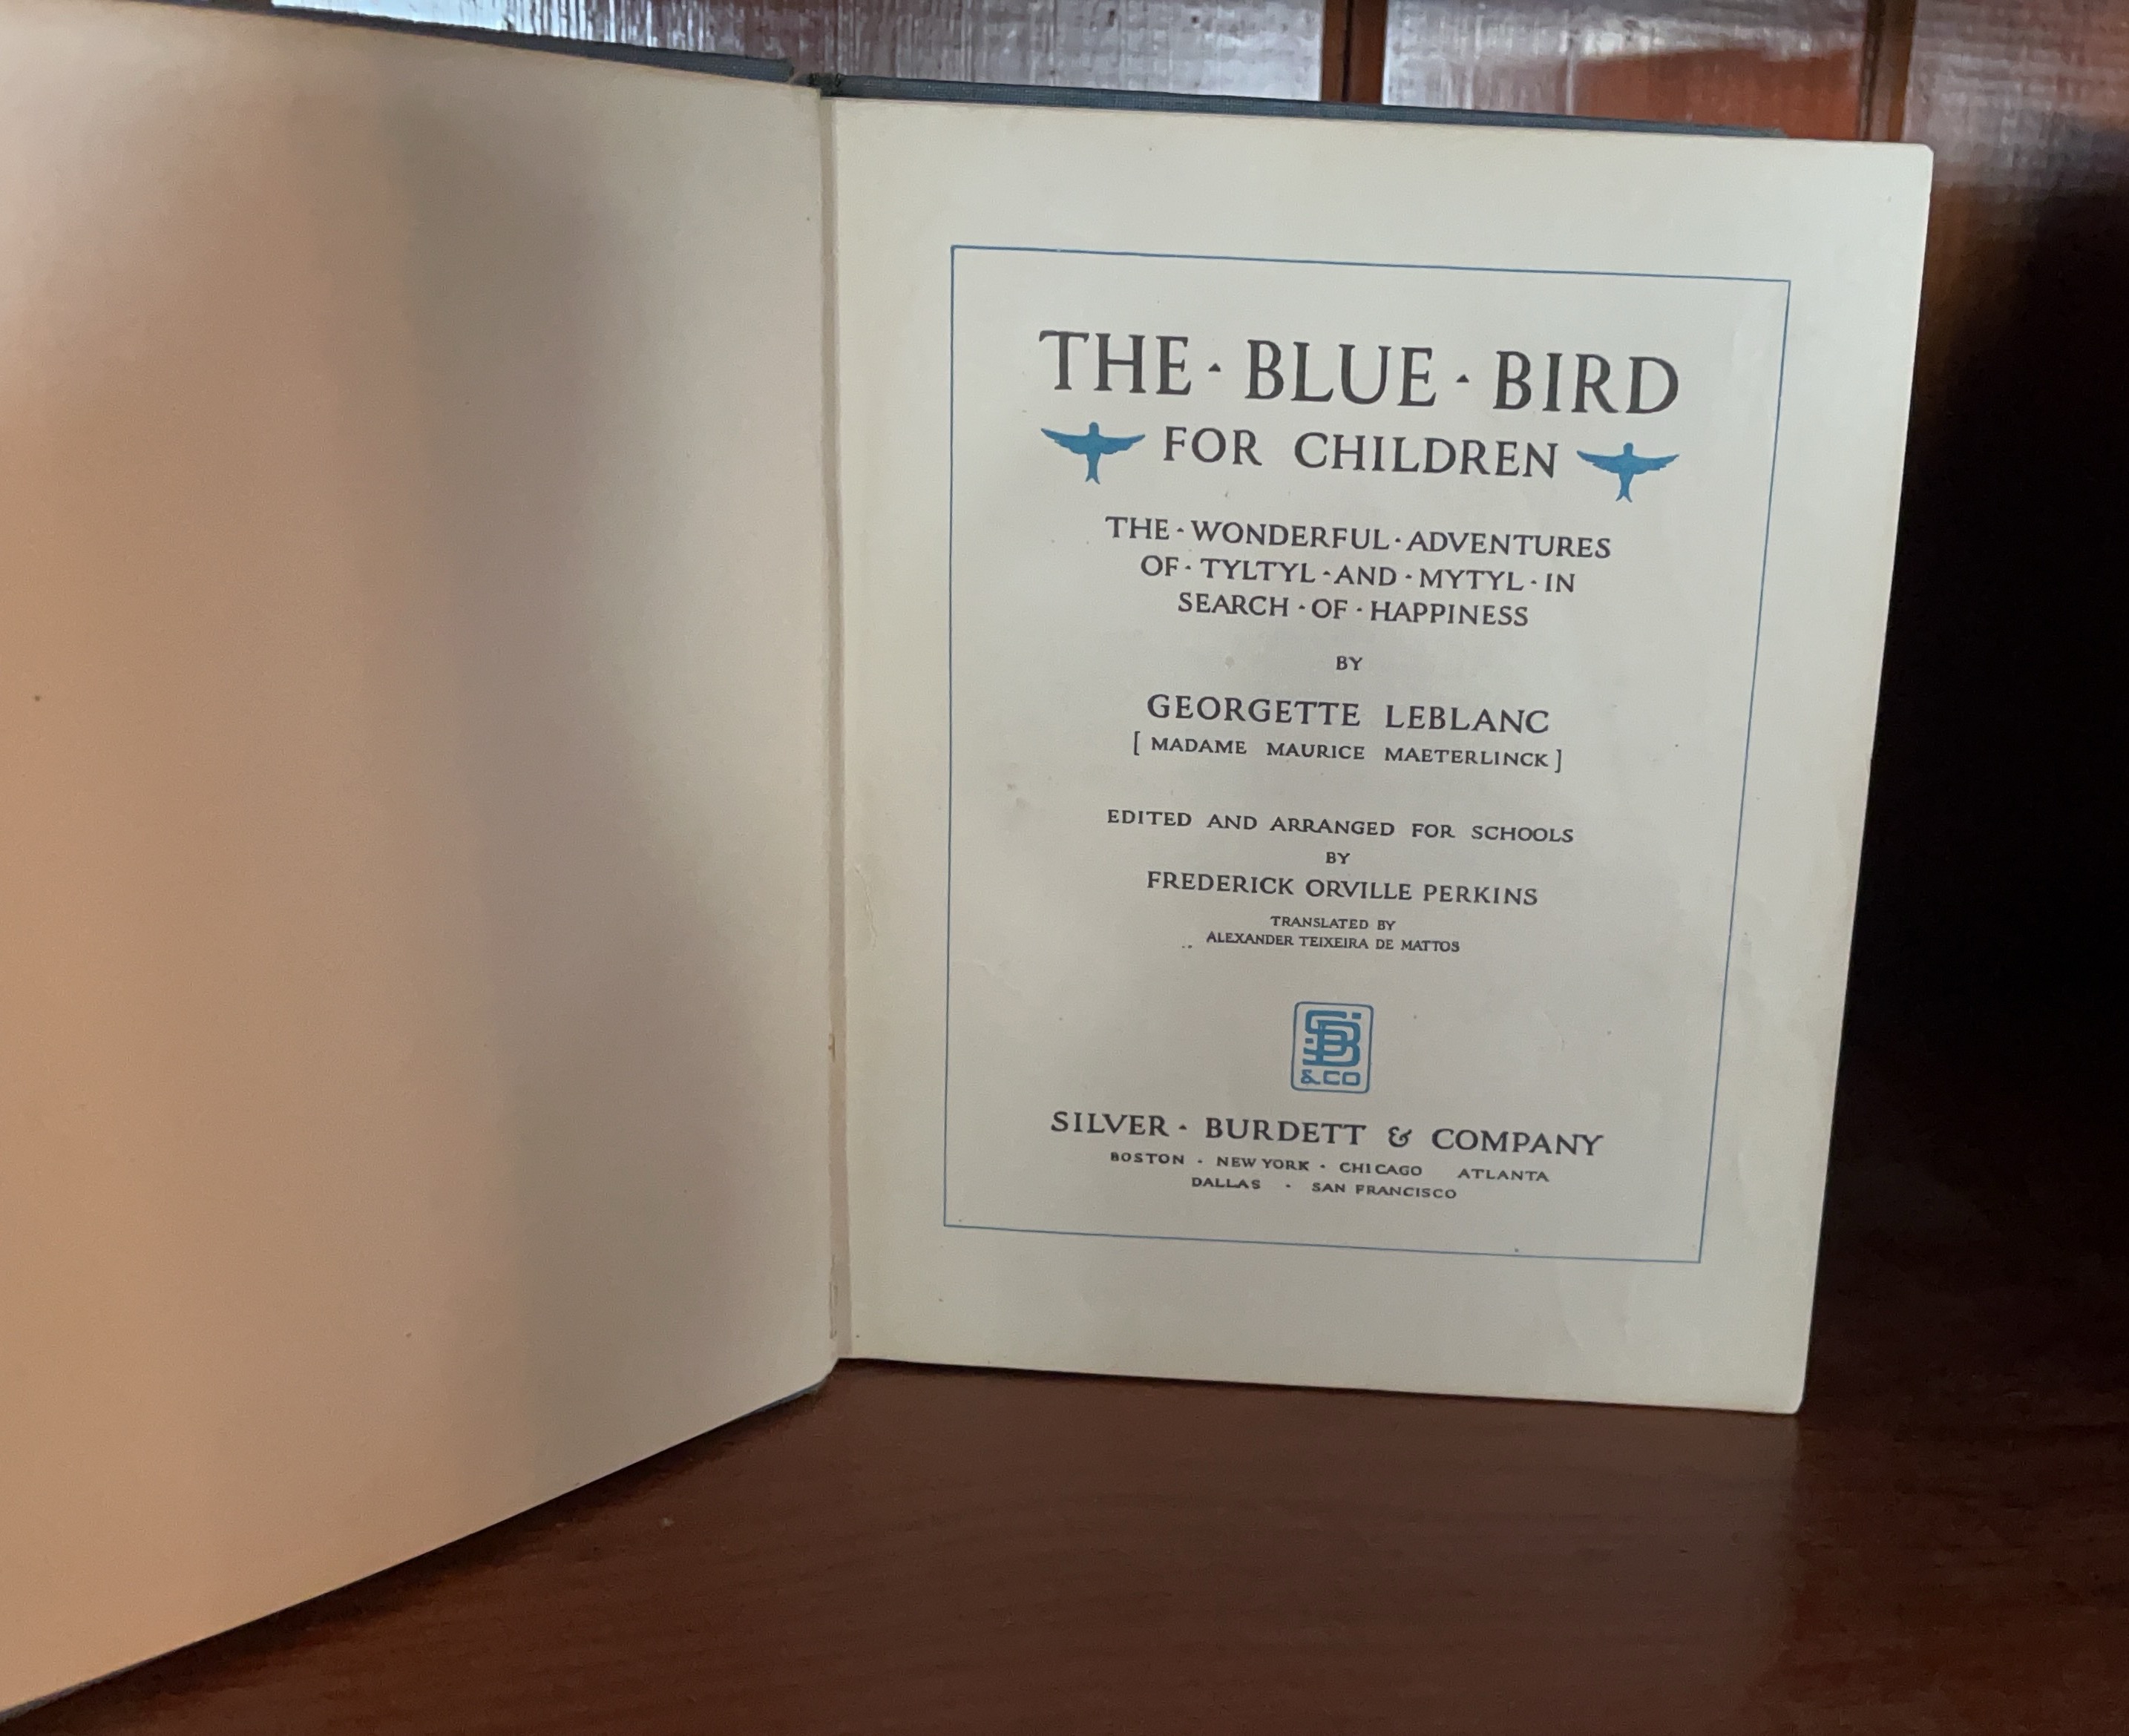 THE · BLUE · BIRD
FOR CHILDREN
THE · WONDERFUL · ADVENTURES
OF · TYLTYL · AND · MYTYL · IN
SEARCH · OF · HAPPINESS
BY
GEORGETTE LEBLANC
[ MADAME MAURICE MAETERLINCK ]
EDITED AND ARRANGED FOR SCHOOLS
BY
FREDERICK ORVILLE PERKINS
TRANSLATED BY
ALEXANDER TEIXEIRA DE MATTOS
SB
&CO
SILVER · BURDETT & COMPANY
BOSTON · NEW YORK · CHICAGO ATLANTA
DALLAS · SAN FRANCISCO